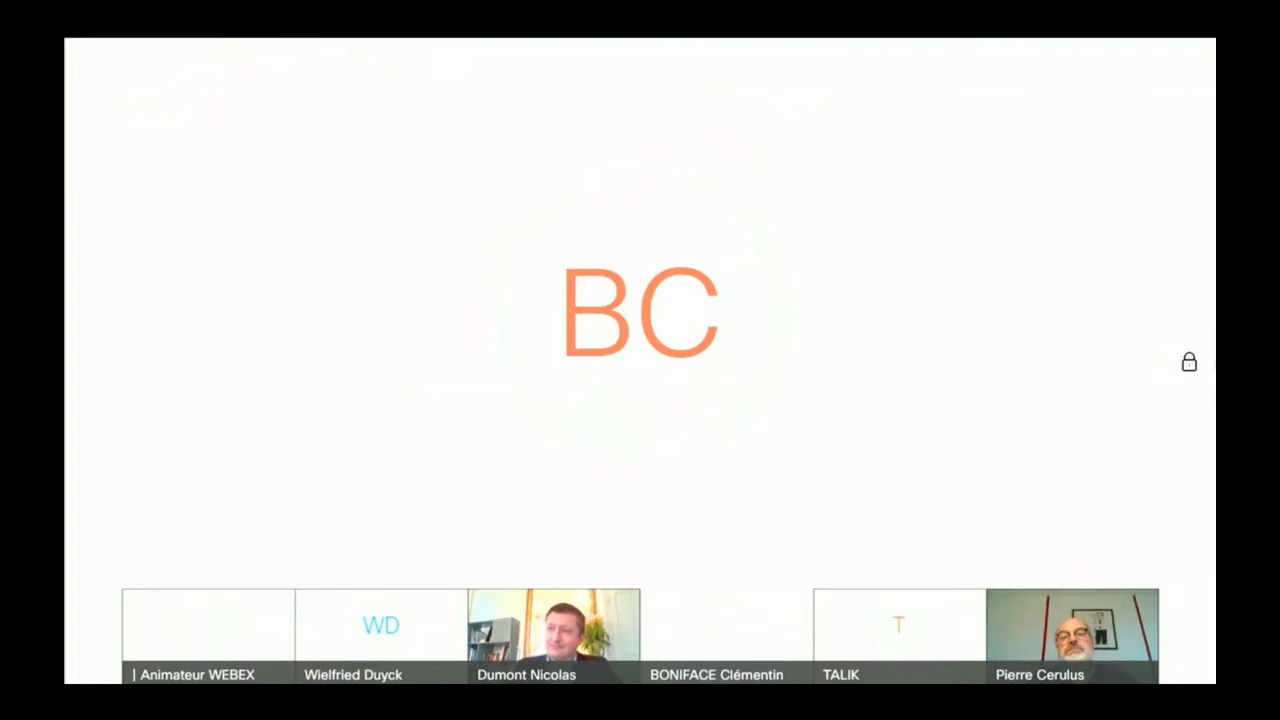 BC
WD
T
| Animateur WEBEX
Wielfried Duyck
Dumont Nicolas
BONIFACE Clémentin
TALIK
Pierre Cerulus